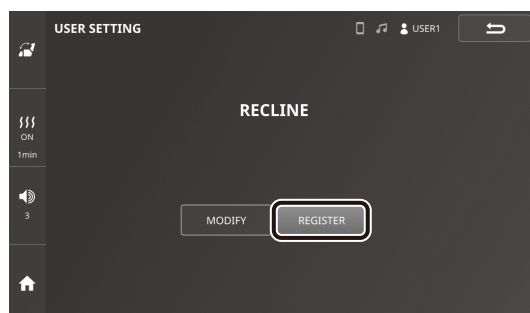 USER SETTING
USER1
ON
1min
3
RECLINE
MODIFY
REGISTER